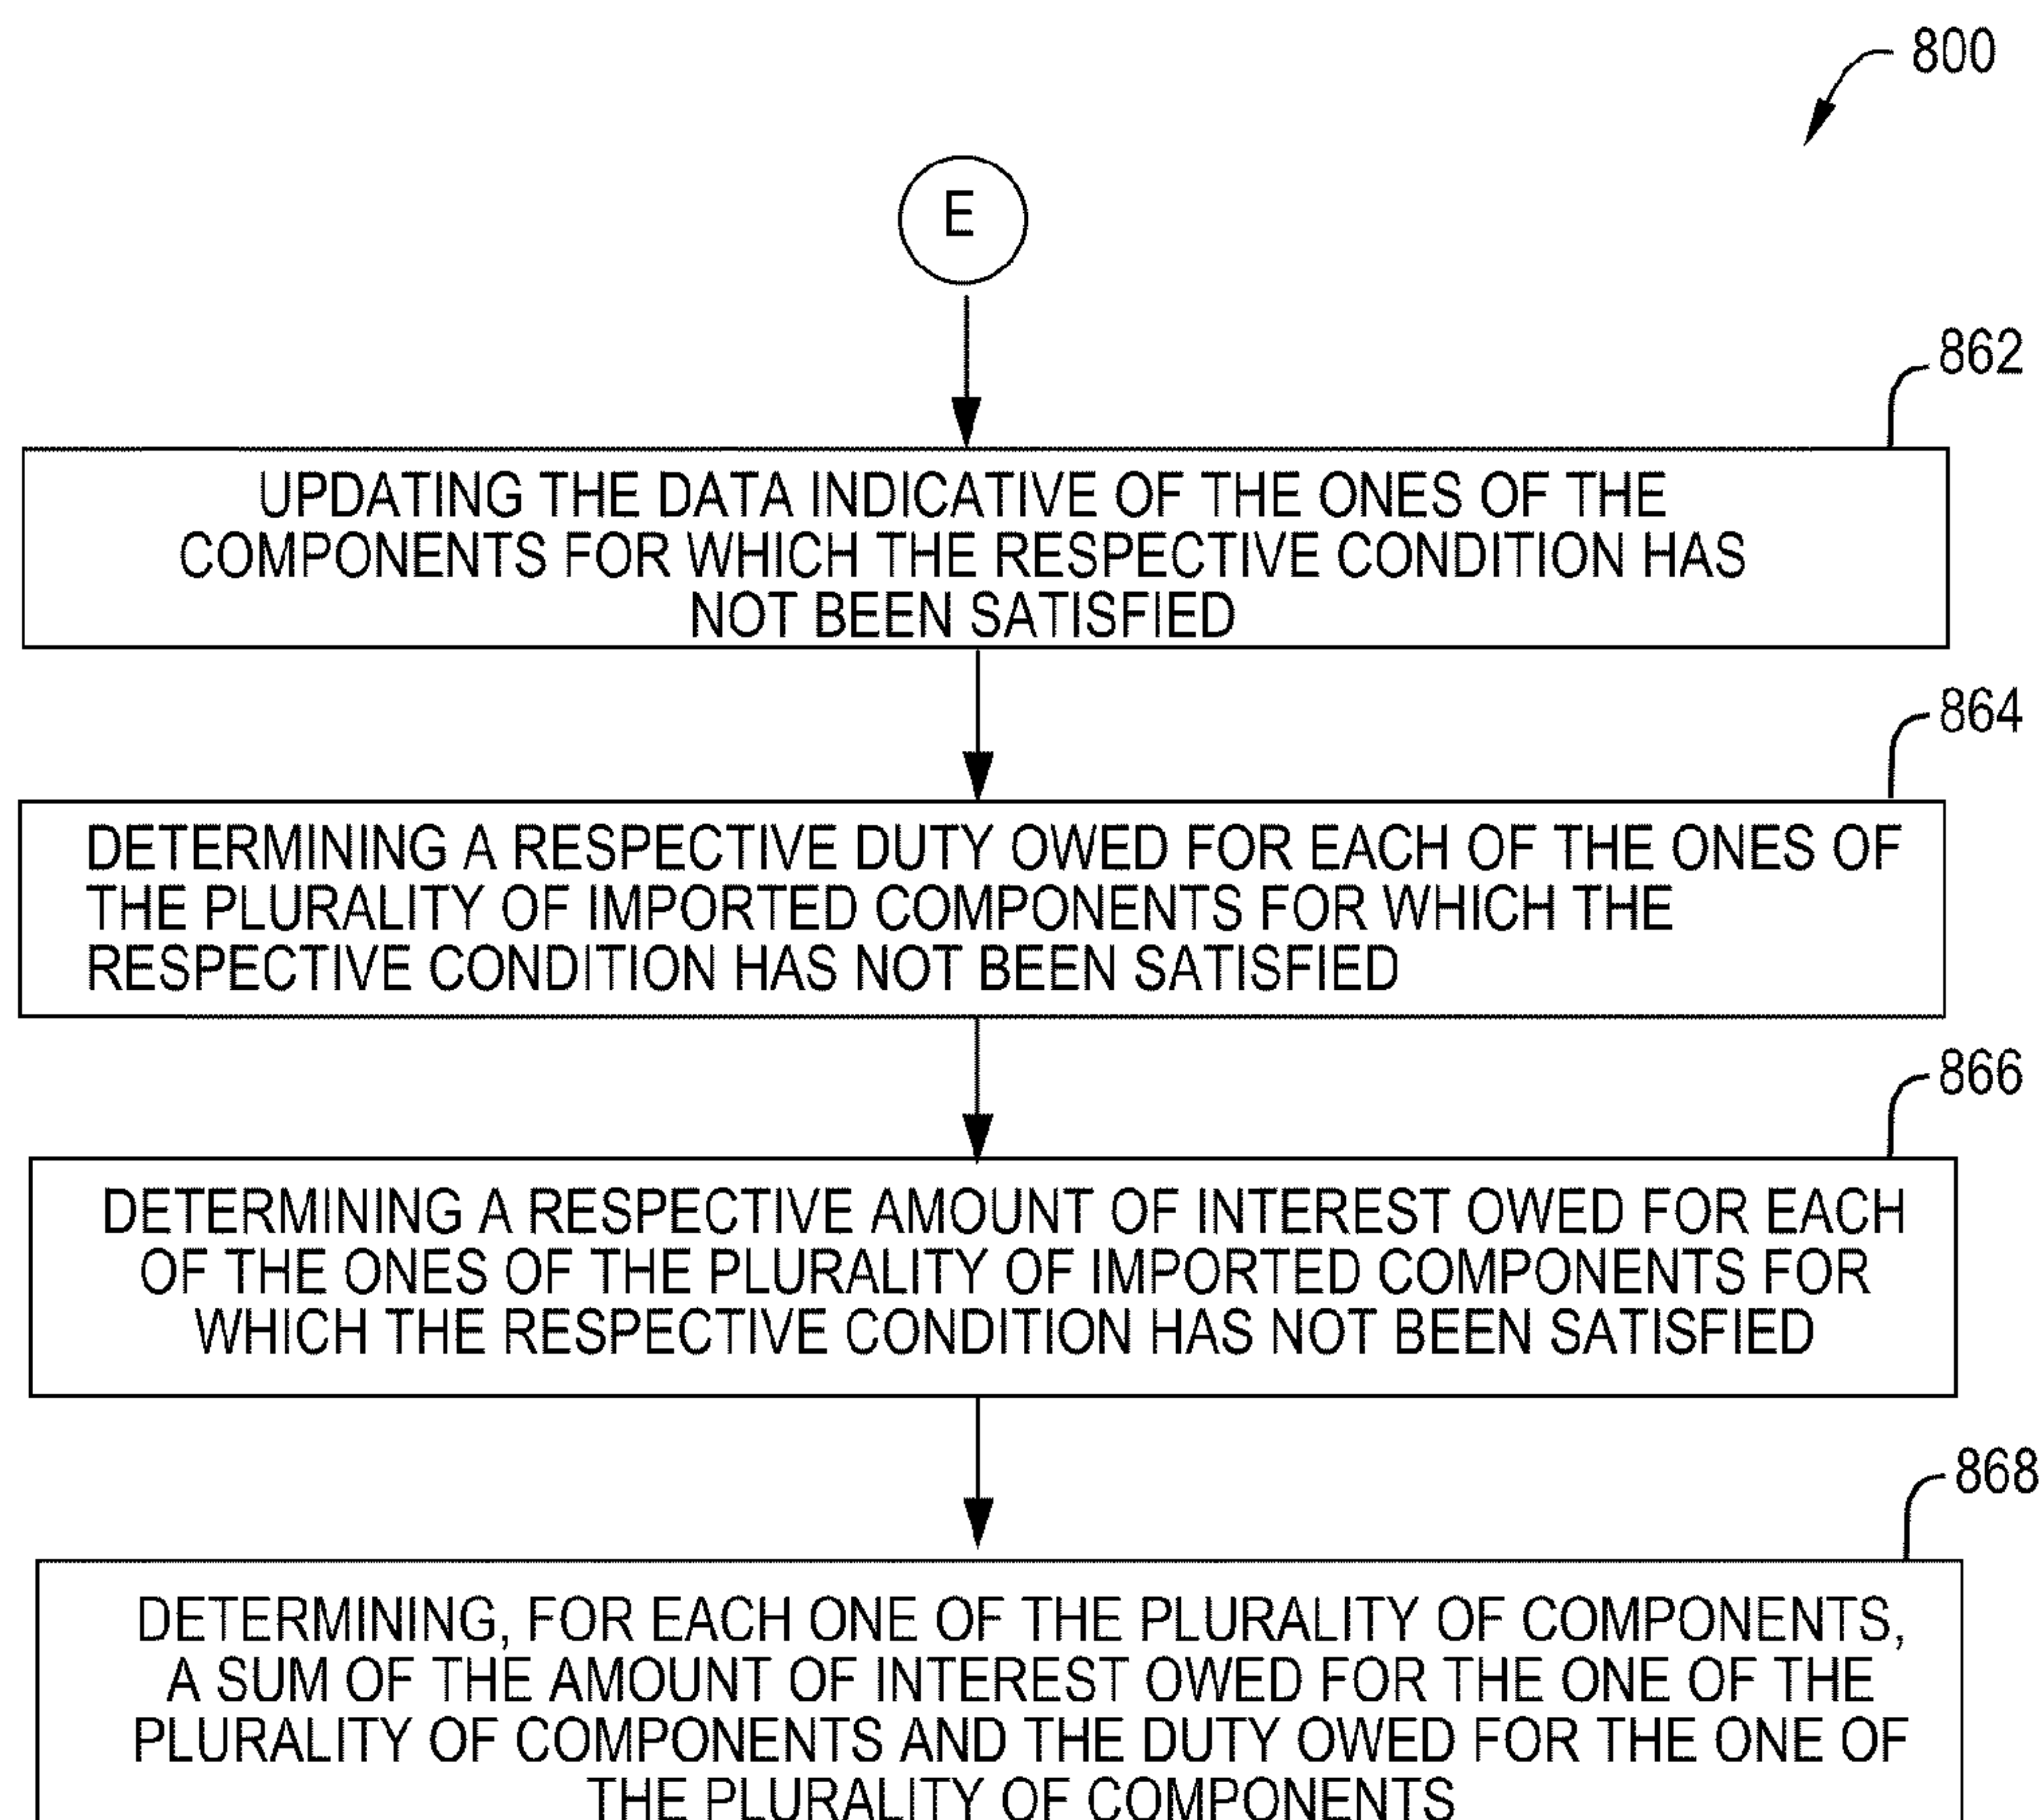 800
E
862
UPDATING THE DATA INDICATIVE OF THE ONES OF THE
COMPONENTS FOR WHICH THE RESPECTIVE CONDITION HAS
NOT BEEN SATISFIED
864
DETERMINING A RESPECTIVE DUTY OWED FOR EACH OF THE ONES OF
THE PLURALITY OF IMPORTED COMPONENTS FOR WHICH THE
RESPECTIVE CONDITION HAS NOT BEEN SATISFIED
866
DETERMINING A RESPECTIVE AMOUNT OF INTEREST OWED FOR EACH
OF THE ONES OF THE PLURALITY OF IMPORTED COMPONENTS FOR
WHICH THE RESPECTIVE CONDITION HAS NOT BEEN SATISFIED
868
DETERMINING, FOR EACH ONE OF THE PLURALITY OF COMPONENTS,
A SUM OF THE AMOUNT OF INTEREST OWED FOR THE ONE OF THE
PLURALITY OF COMPONENTS AND THE DUTY OWED FOR THE ONE OF
THE PLURALITY OF COMPONENTS